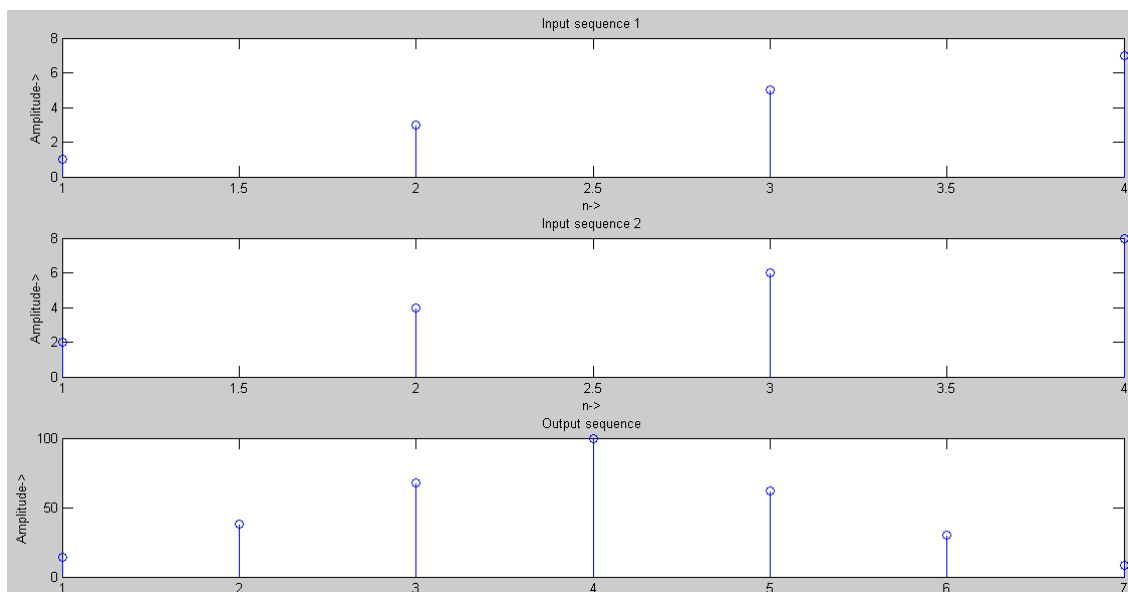 Input sequence 1
8
6
4
2
0
Amplitude->
1 1.5 2 2.5 3 3.5 4
n->
Input sequence 2
8
6
4
2
0
Amplitude->
1 1.5 2 2.5 3 3.5 4
n->
Output sequence
100
50
0
Amplitude->
1 2 3 4 5 6 7